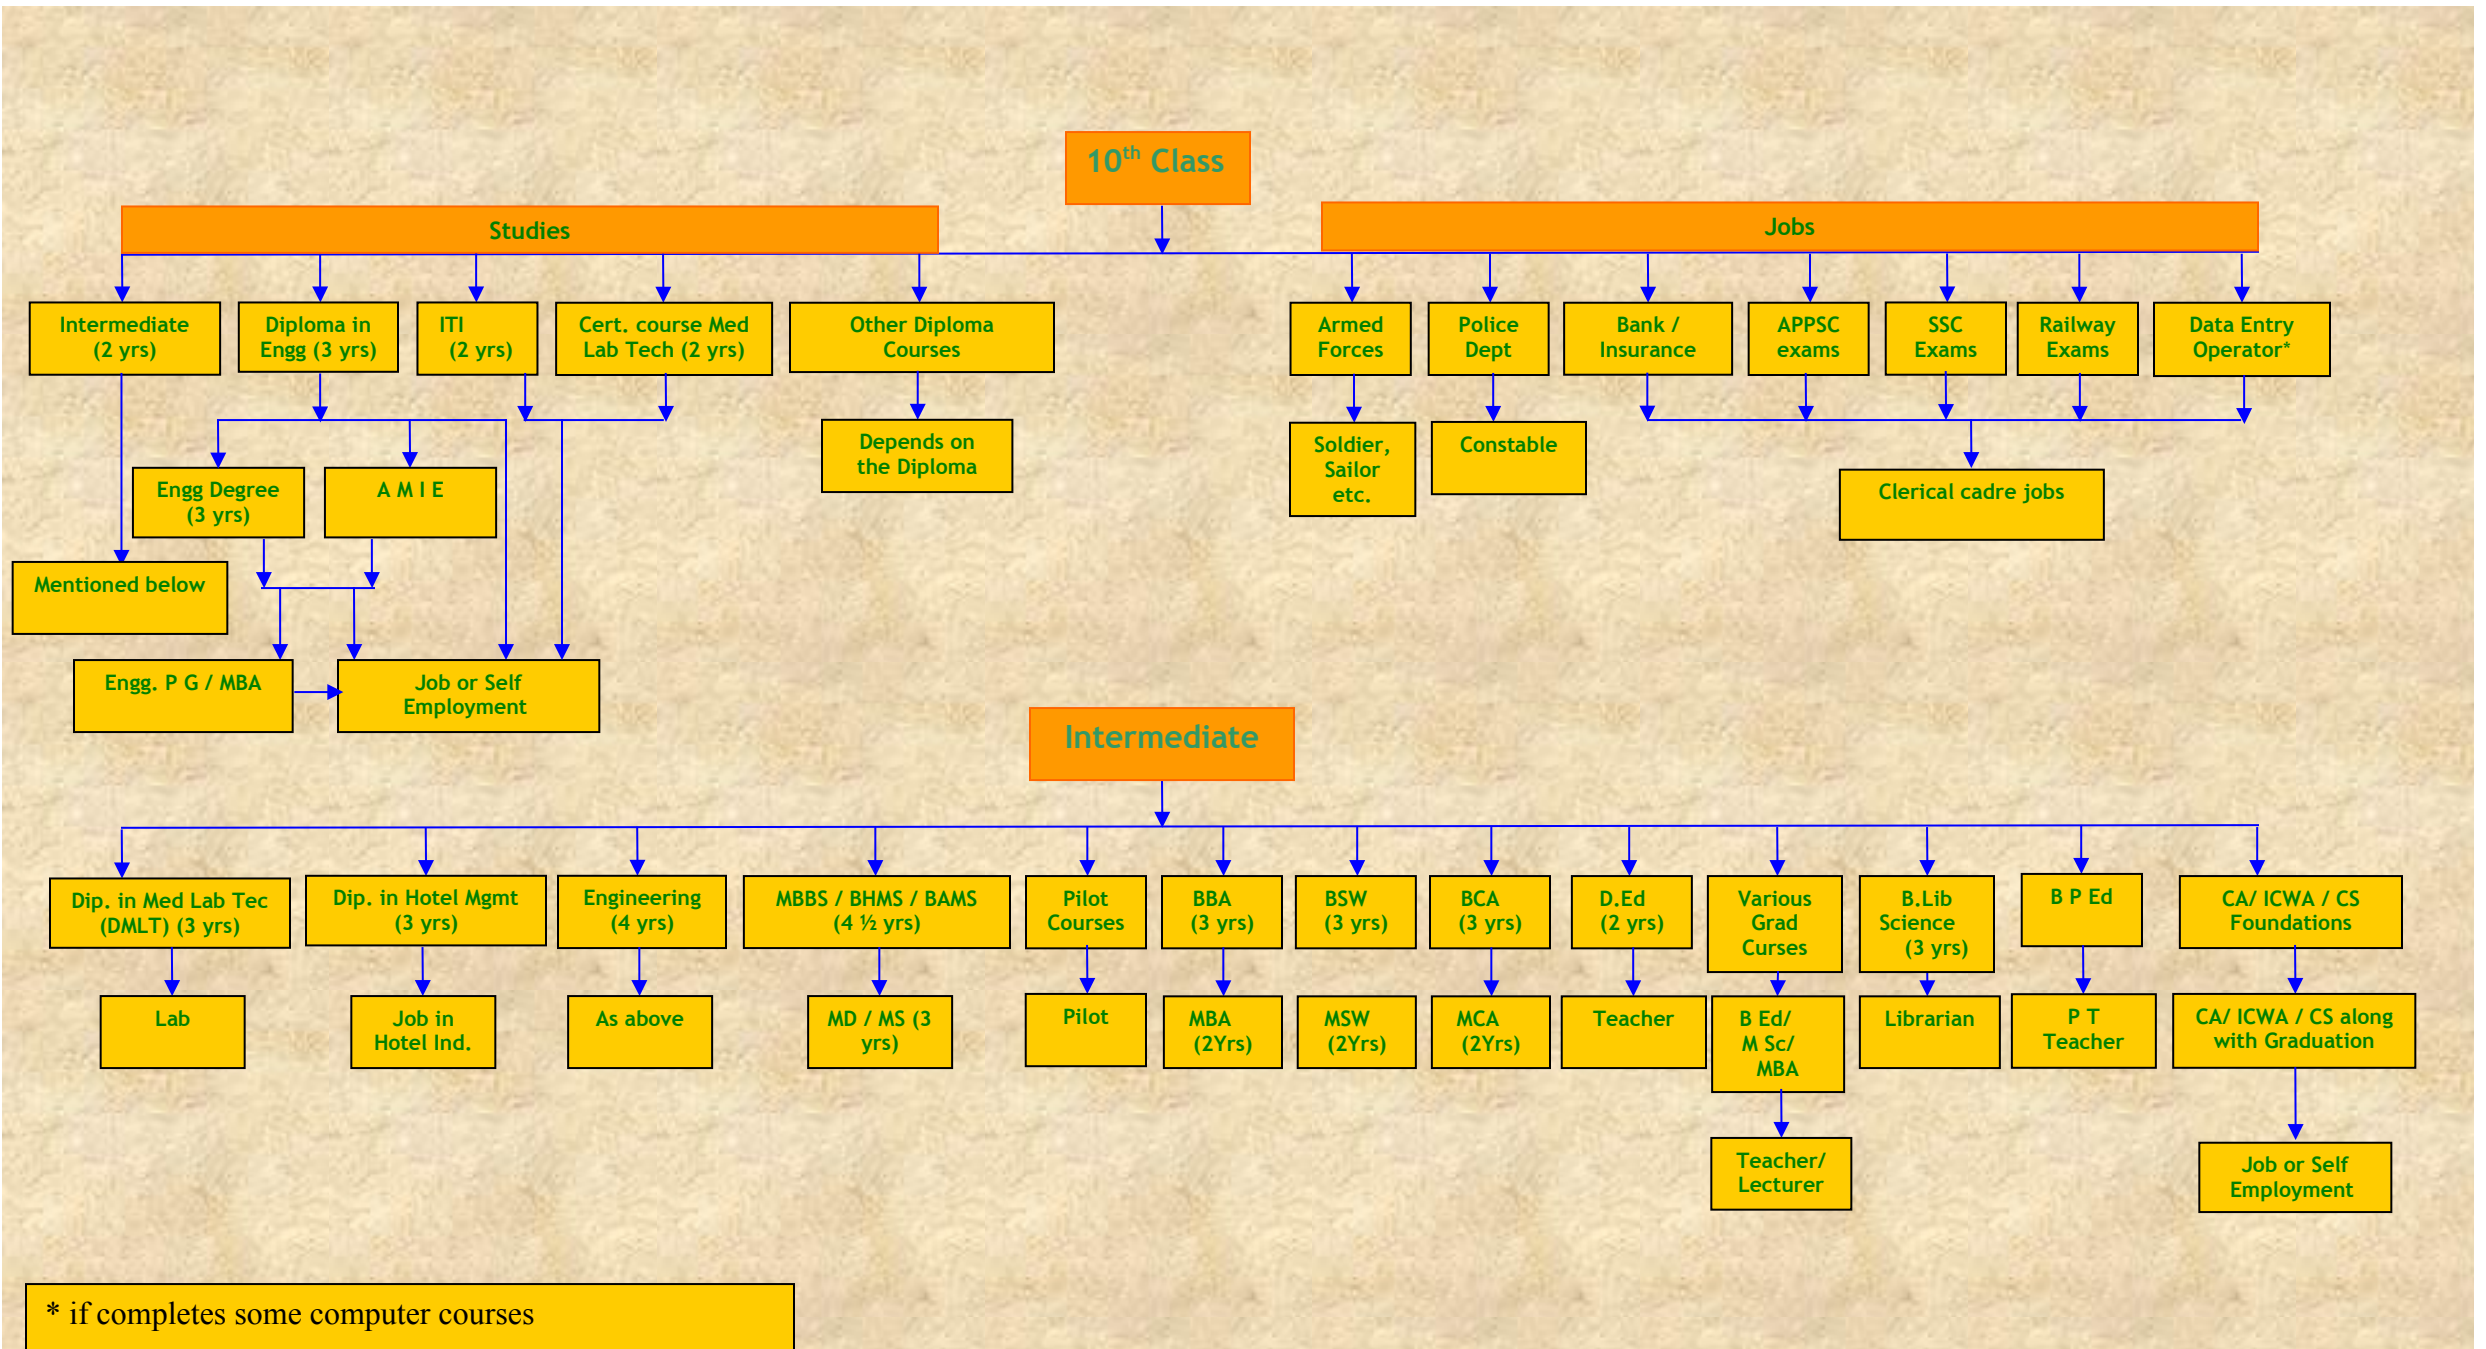 10th Class
Studies
Jobs
Intermediate
(2 yrs)
Diploma in
Engg (3 yrs)
ITI
(2 yrs)
Cert. course Med
Lab Tech (2 yrs)
Other Diploma
Courses
Armed
Forces
Police
Dept
Bank /
Insurance
APPSC
exams
SSC
Exams
Railway
Exams
Data Entry
Operator*
Depends on
the Diploma
Soldier,
Sailor
etc.
Constable
Clerical cadre jobs
Engg Degree
(3 yrs)
A M I E
Mentioned below
Engg. P G / MBA
Job or Self
Employment
Intermediate
Dip. in Med Lab Tec
(DMLT) (3 yrs)
Dip. in Hotel Mgmt
(3 yrs)
Engineering
(4 yrs)
MBBS / BHMS / BAMS
(4 ½ yrs)
Pilot
Courses
BBA
(3 yrs)
BSW
(3 yrs)
BCA
(3 yrs)
D.Ed
(2 yrs)
Various
Grad
Curses
B.Lib
Science
(3 yrs)
B P Ed
CA/ ICWA / CS
Foundations
Lab
Job in
Hotel Ind.
As above
MD / MS (3
yrs)
Pilot
MBA
(2Yrs)
MSW
(2Yrs)
MCA
(2Yrs)
Teacher
B Ed/
M Sc/
MBA
Librarian
P T
Teacher
CA/ ICWA / CS along
with Graduation
Teacher/
Lecturer
Job or Self
Employment
* if completes some computer courses